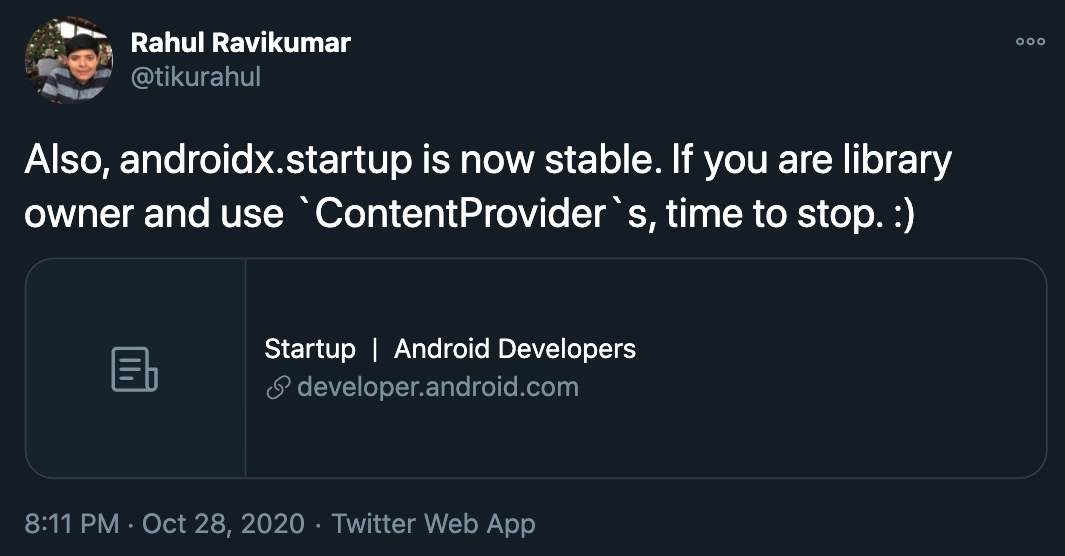 Rahul Ravikumar
@tikurahul
Also, androidx.startup is now stable. If you are library
owner and use `ContentProvider`s, time to stop. :)
Startup | Android Developers
developer.android.com
8:11 PM · Oct 28, 2020 · Twitter Web App